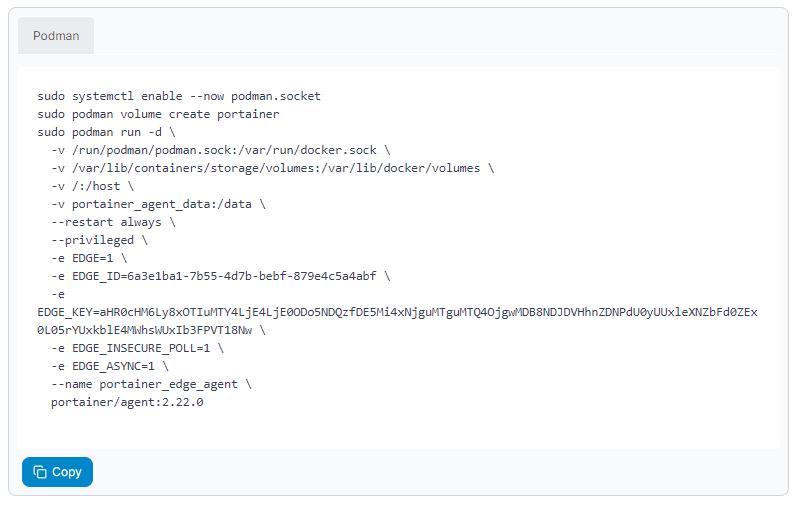 Podman
sudo systemctl enable --now podman.socket
sudo podman volume create portainer
sudo podman run -d \
-v /run/podman/podman.sock:/var/run/docker.sock \
-v /var/lib/containers/storage/volumes:/var/lib/docker/volumes \
-v /:/host \
-v portainer_agent_data:/data \
--restart always \
--privileged \
-e EDGE=1 \
-e EDGE_ID=6a3e1ba1-7b55-4d7b-bebf-879e4c5a4abf \
-e
EDGE_KEY=aHR0cHM6Ly8xOTIuMTY4LjE4LjE0ODo5NDQzfDE5Mi4xNjguMTguMTQ4OjgwMDB8NDJDVHhnZDNPdU0yUUxleXNZbFd0ZEx
0L05rYUxkblE4MWhsWUxIb3FPVT18Nw \
-e EDGE_INSECURE_POLL=1 \
-e EDGE_ASYNC=1 \
--name portainer_edge_agent \
portainer/agent:2.22.0
Copy